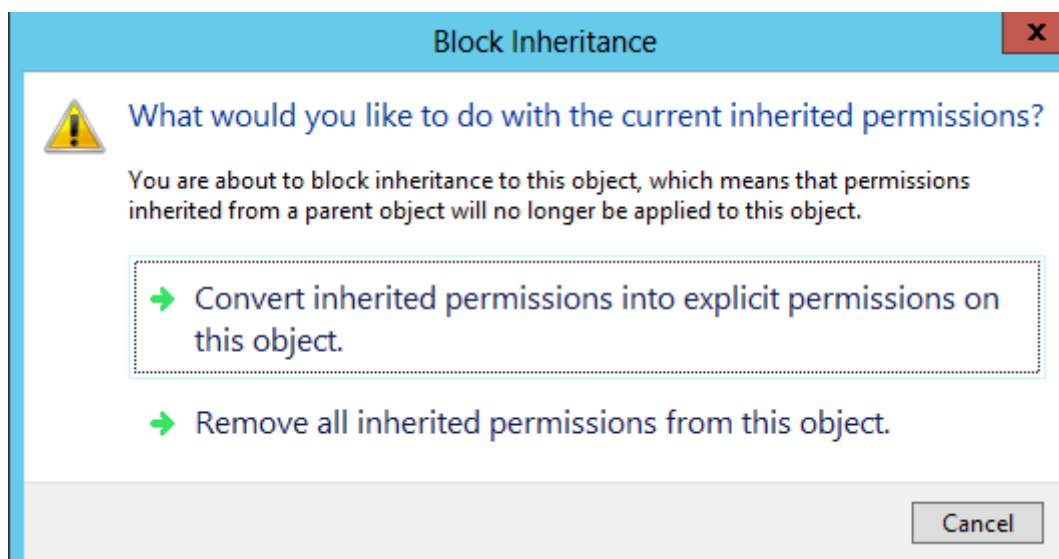 Block Inheritance
x
What would you like to do with the current inherited permissions?
You are about to block inheritance to this object, which means that permissions
inherited from a parent object will no longer be applied to this object.
Convert inherited permissions into explicit permissions on
this object.
Remove all inherited permissions from this object.
Cancel